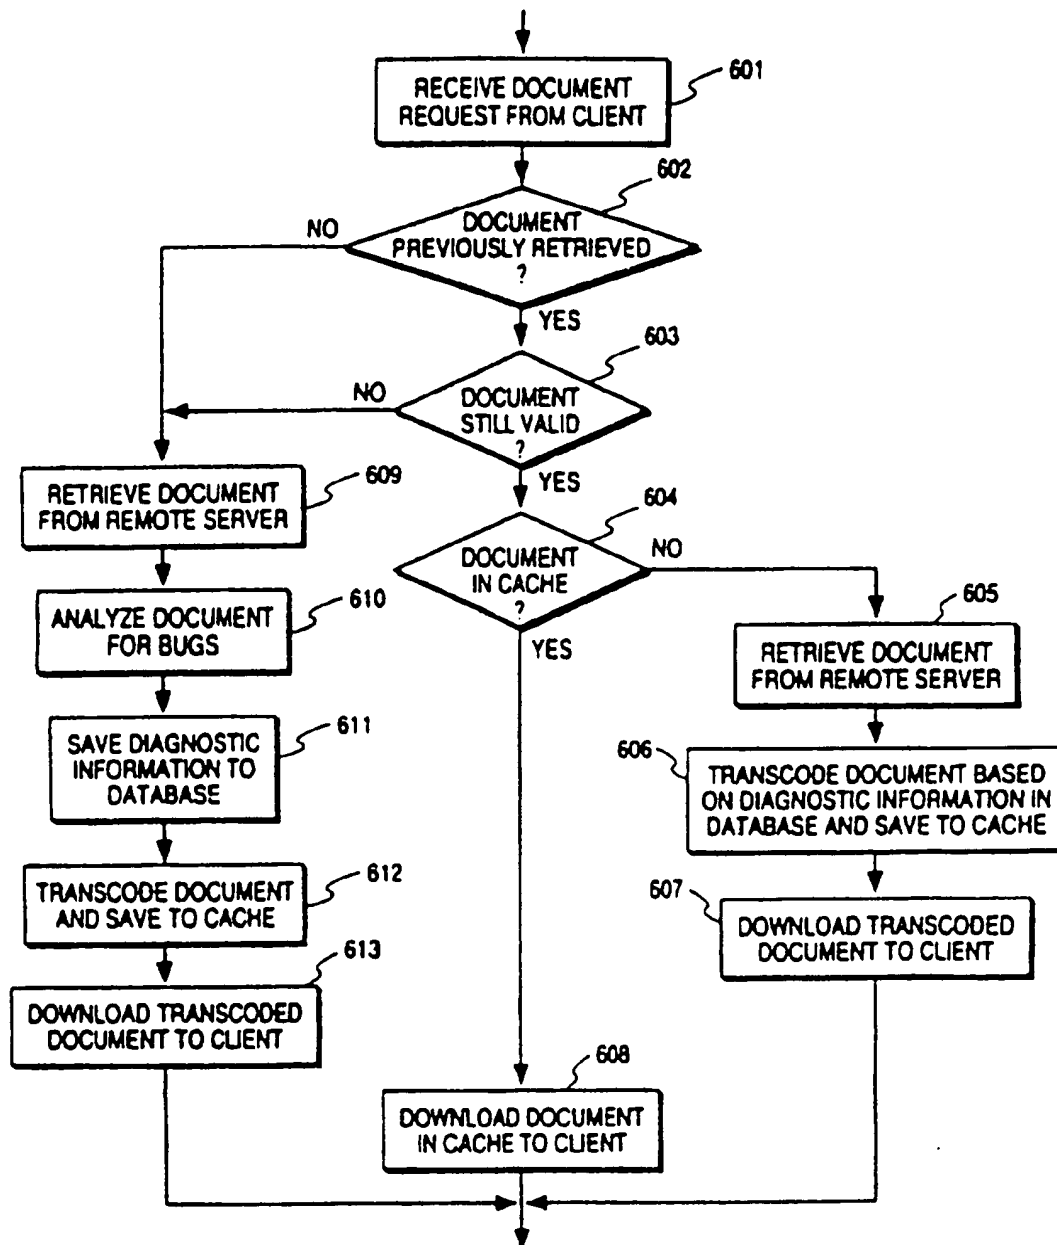 RECEIVE DOCUMENT
REQUEST FROM CLIENT
601
602
DOCUMENT
PREVIOUSLY RETRIEVED
?
NO
YES
603
DOCUMENT
STILL VALID
?
NO
YES
604
DOCUMENT
IN CACHE
?
NO
YES
605
RETRIEVE DOCUMENT
FROM REMOTE SERVER
606
TRANSCODE DOCUMENT BASED
ON DIAGNOSTIC INFORMATION IN
DATABASE AND SAVE TO CACHE
607
DOWNLOAD TRANSCODED
DOCUMENT TO CLIENT
608
DOWNLOAD DOCUMENT
IN CACHE TO CLIENT
609
RETRIEVE DOCUMENT
FROM REMOTE SERVER
610
ANALYZE DOCUMENT
FOR BUGS
611
SAVE DIAGNOSTIC
INFORMATION TO
DATABASE
612
TRANSCODE DOCUMENT
AND SAVE TO CACHE
613
DOWNLOAD TRANSCODED
DOCUMENT TO CLIENT